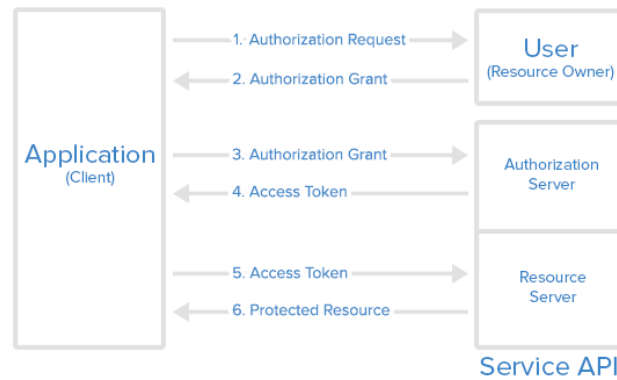 1. Authorization Request
User
(Resource Owner)
2. Authorization Grant
Application
(Client)
3. Authorization Grant
Authorization
Server
4. Access Token
5. Access Token
Resource
Server
6. Protected Resource
Service API